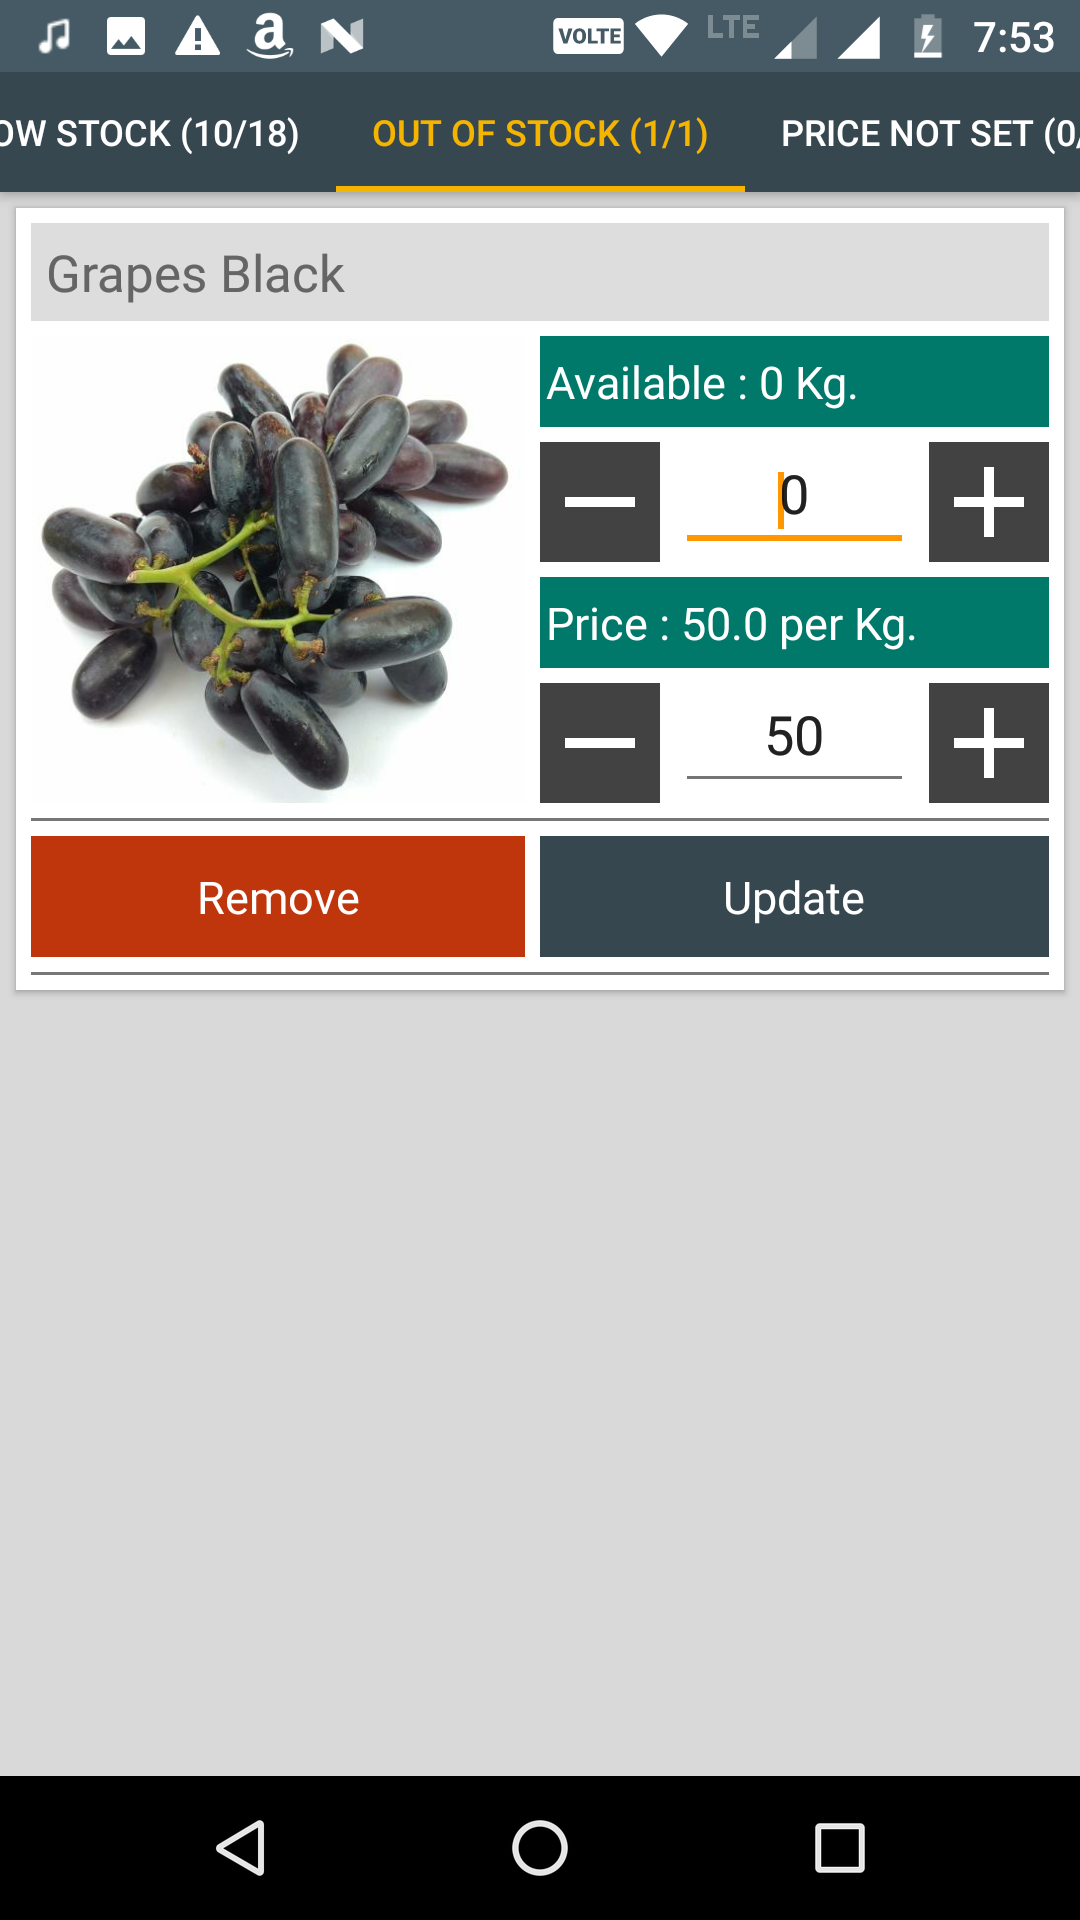 VOLTE LTE 7:53
OW STOCK (10/18) OUT OF STOCK (1/1) PRICE NOT SET (0/
Grapes Black
Available : 0 Kg.
0
Price : 50.0 per Kg.
50
Remove Update